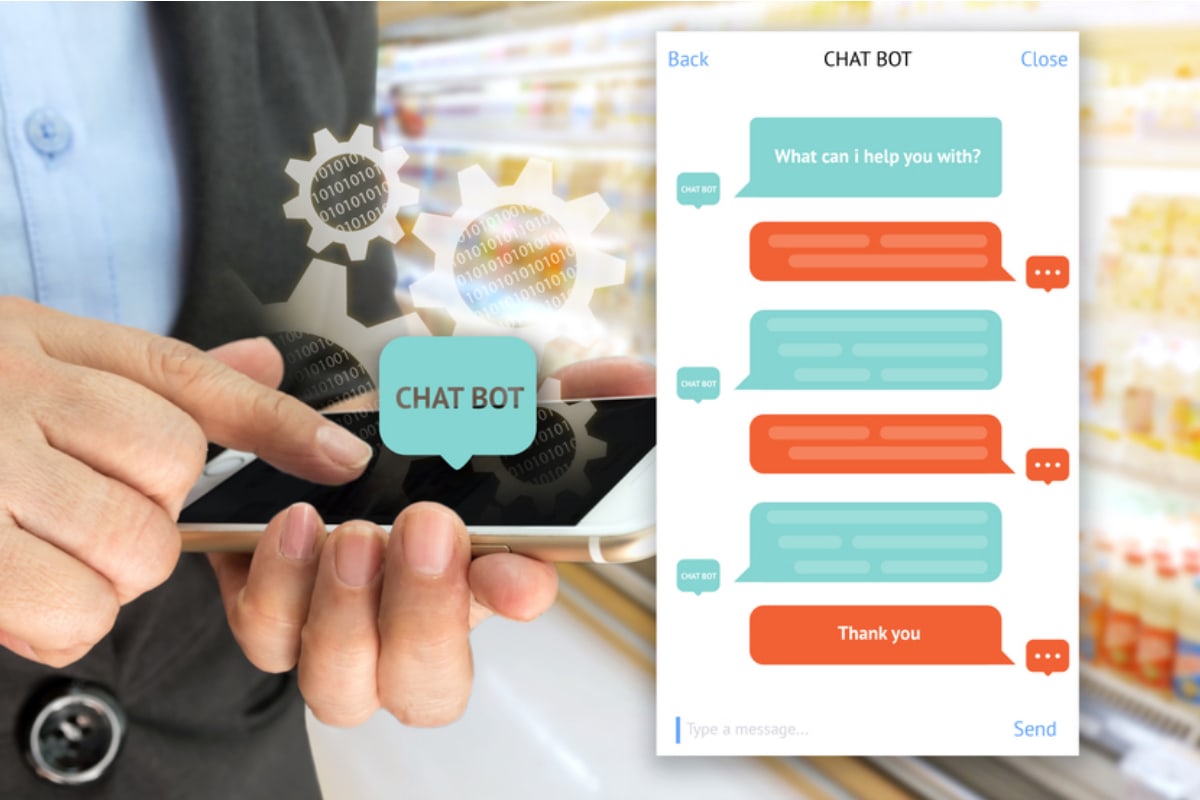 Back
CHAT BOT
Close
What can i help you with?
CHAT BOT
CHAT BOT
CHAT BOT
CHAT BOT
Thank you
Type a message...
Send